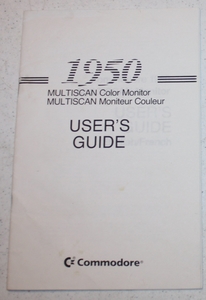 1950
MULTISCAN Color Monitor
MULTISCAN Moniteur Couleur
USER'S
GUIDE
Commodore®